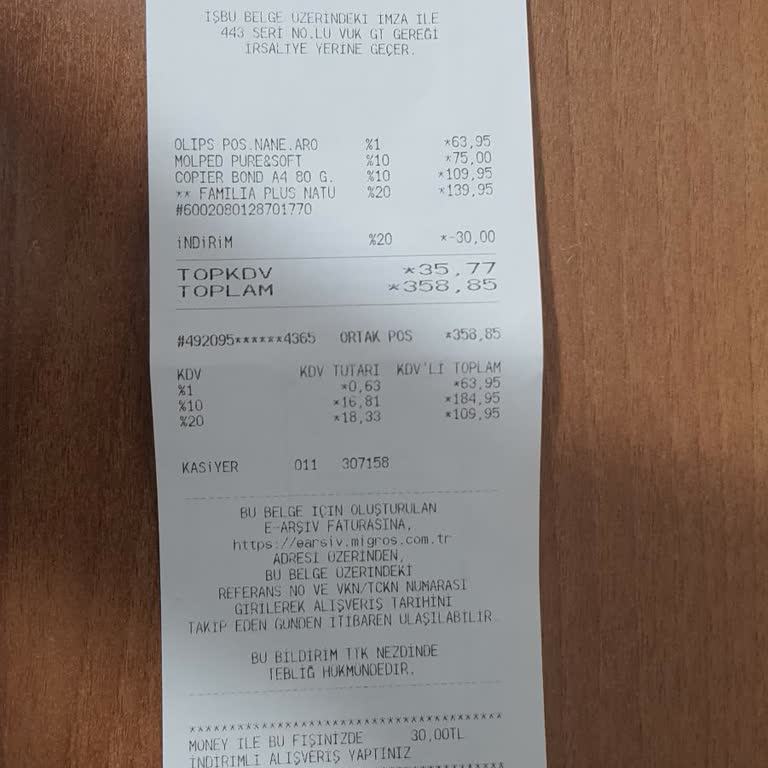 İŞBU BELGE ÜZERİNDEKİ İMZA İLE
443 SERİ NO.LU VUK GT GEREĞİ
İRSALİYE YERİNE GEÇER.
OLIPS POS.NANE.ARO %1 *63,95
MOLPED PURE&SOFT %10 *75,00
COPIER BOND A4 80 G. %10 *109,95
** FAMILIA PLUS NATU %20 *139,95
#6002080128701770
İNDİRİM %20 *-30,00
TOPKDV *35,77
TOPLAM *358,85
#492095******4365 ORTAK POS *358,85
KDV KDV TUTARI KDV'Lİ TOPLAM
%1 *0,63 *63,95
%10 *16,81 *184,95
%20 *18,33 *109,95
KASİYER 011 307158
BU BELGE İÇİN OLUŞTURULAN
E-ARŞİV FATURASINA,
https://earsiv.migros.com.tr
ADRESİ ÜZERİNDEN,
BU BELGE ÜZERİNDEKİ
REFERANS NO VE VKN/TCKN NUMARASI
GİRİLEREK ALIŞVERİŞ TARİHİNİ
TAKİP EDEN GÜNDEN İTİBAREN ULAŞILABİLİR.
BU BİLDİRİM TTK NEZDİNDE
TEBLİĞ HÜKMÜNDEDİR.
MONEY İLE BU FİŞİNİZDE 30,00TL
İNDİRİMLİ ALIŞVERİŞ YAPTINIZ